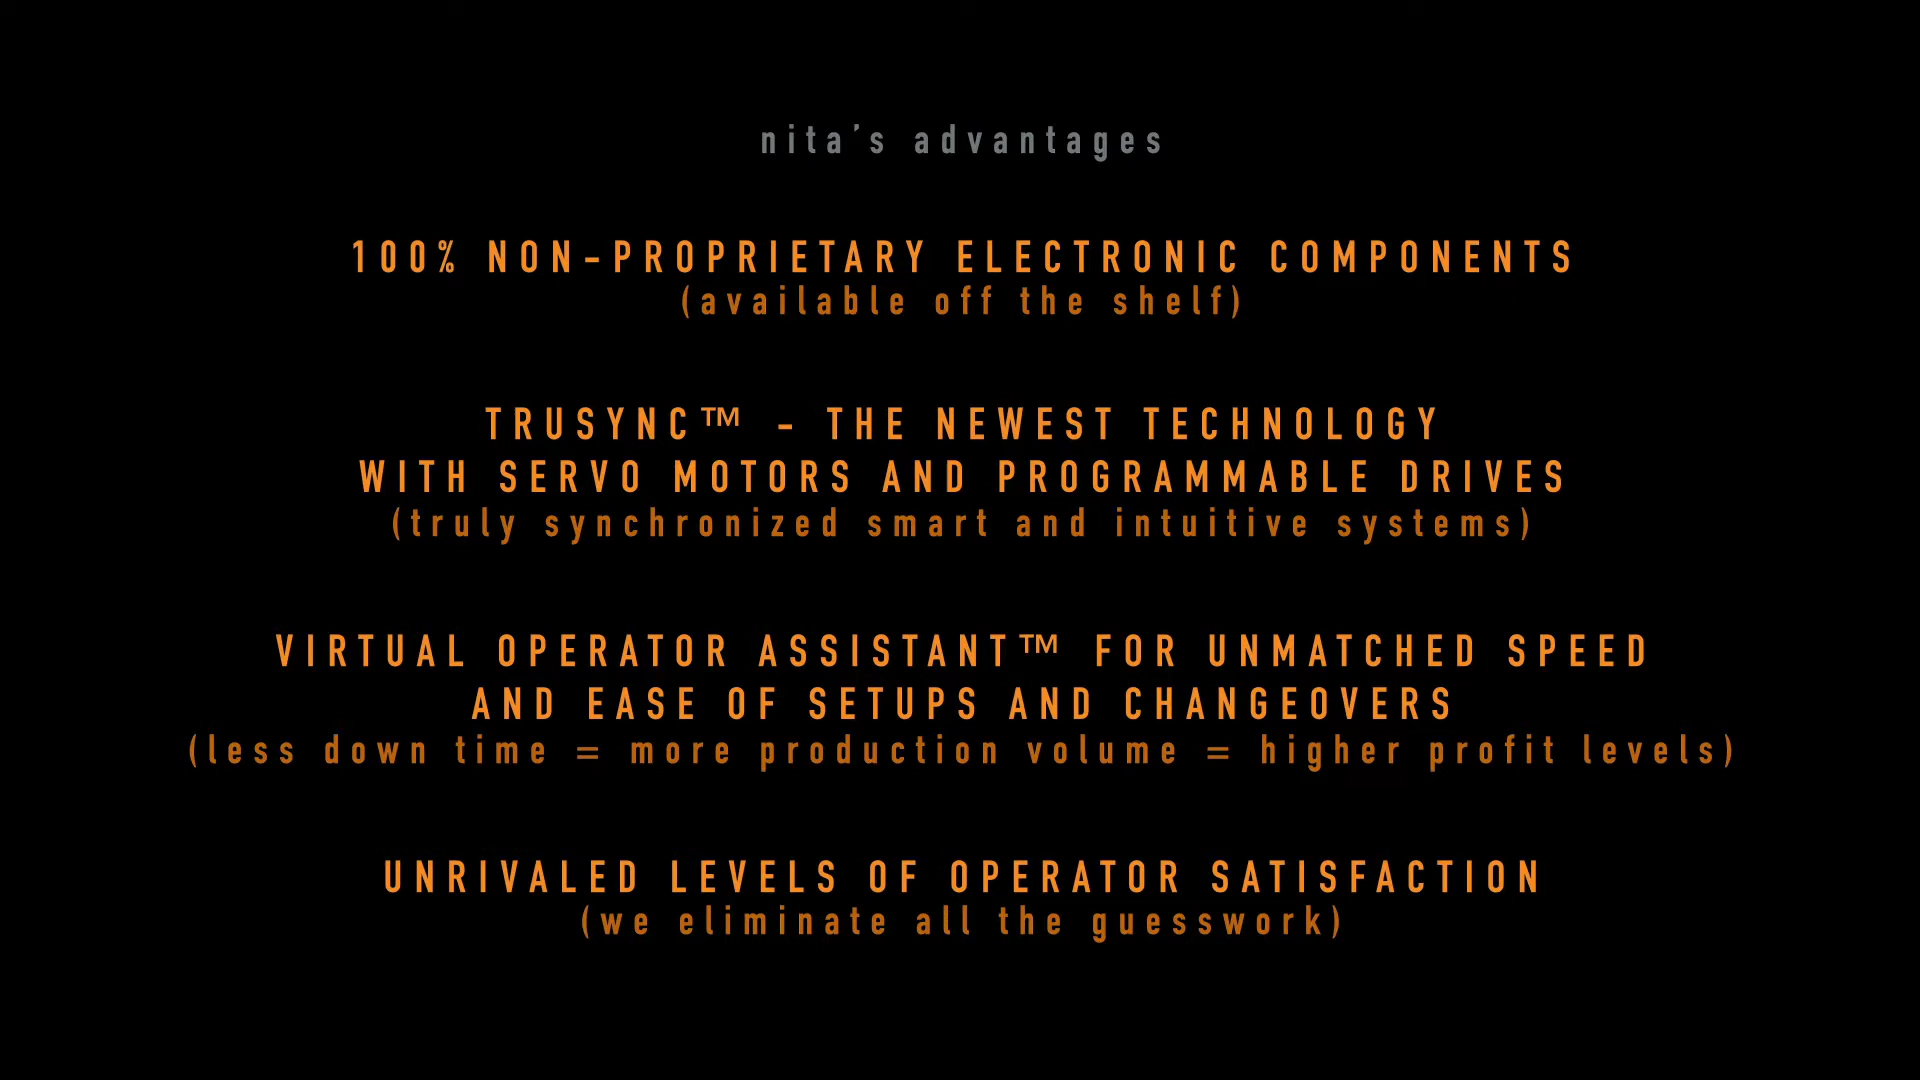 nita's advantages
100% NON-PROPRIETARY ELECTRONIC COMPONENTS
(available off the shelf)
TRUSYNC™ - THE NEWEST TECHNOLOGY
WITH SERVO MOTORS AND PROGRAMMABLE DRIVES
(truly synchronized smart and intuitive systems)
VIRTUAL OPERATOR ASSISTANT™ FOR UNMATCHED SPEED
AND EASE OF SETUPS AND CHANGEOVERS
(less down time = more production volume = higher profit levels)
UNRIVALED LEVELS OF OPERATOR SATISFACTION
(we eliminate all the guesswork)